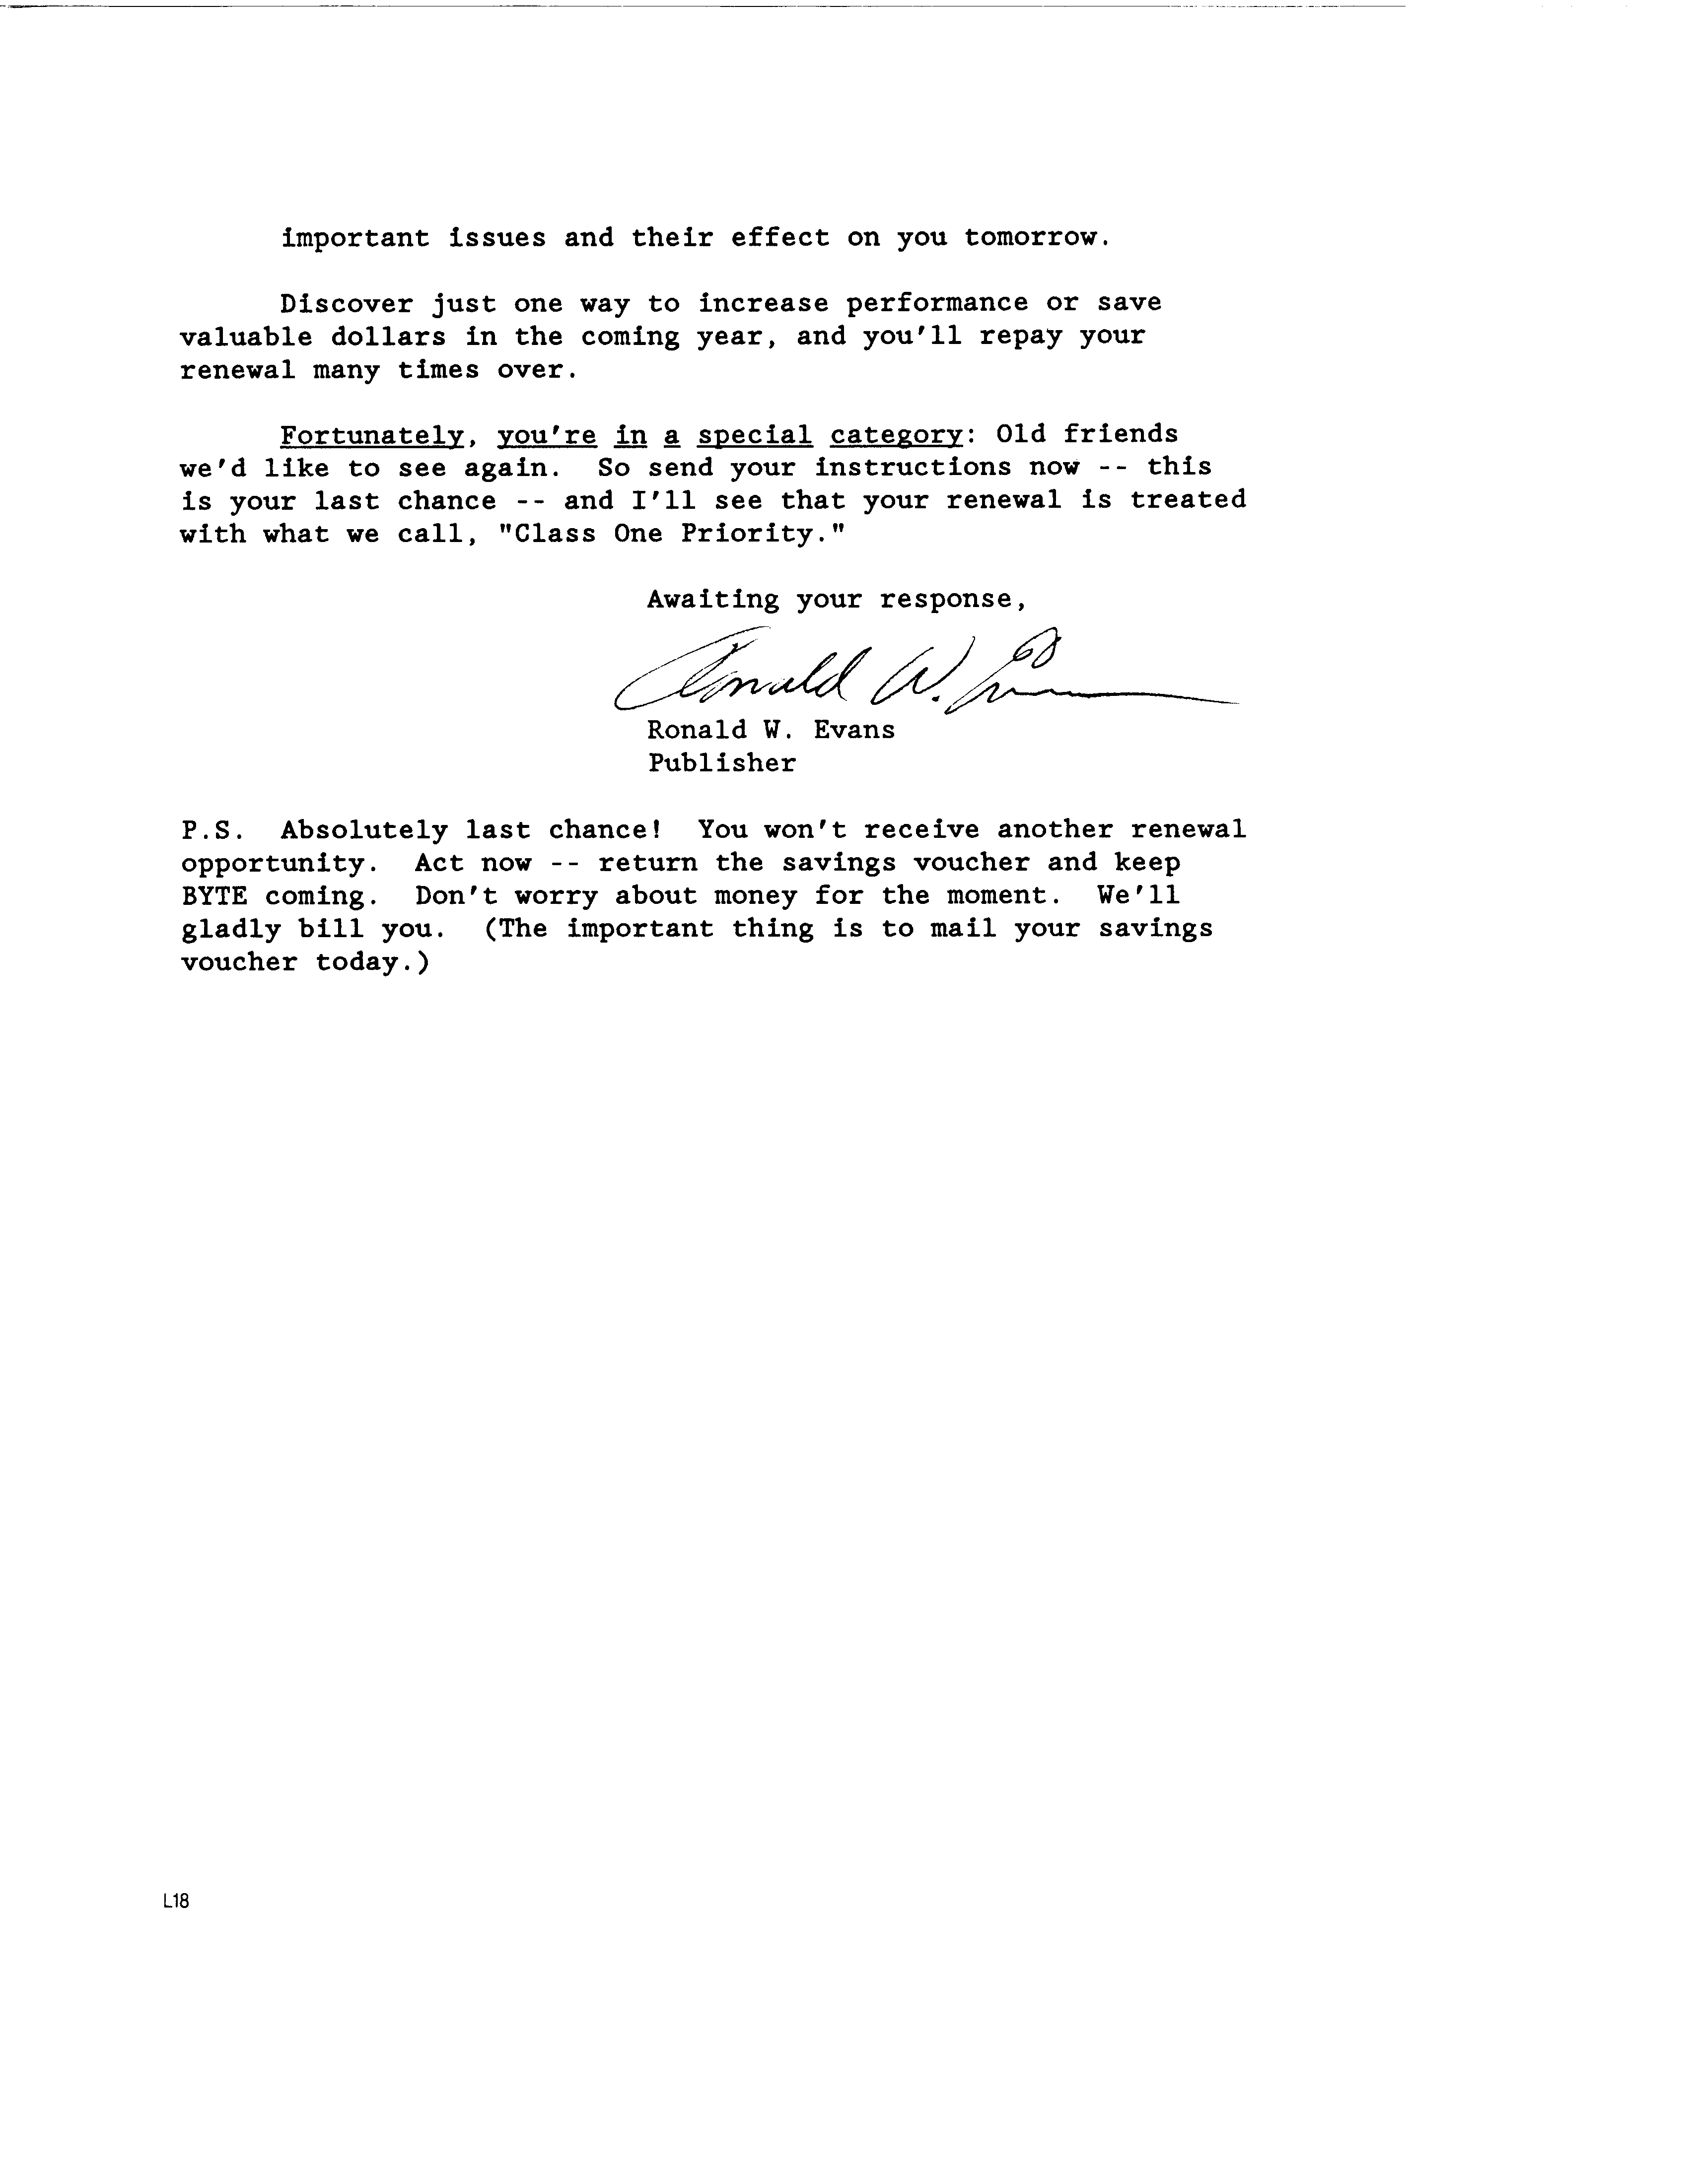 important issues and their effect on you tomorrow.
Discover just one way to increase performance or save
valuable dollars in the coming year, and you'll repay your
renewal many times over.
Fortunately, you're in a special category: Old friends
we'd like to see again.  So send your instructions now -- this
is your last chance -- and I'll see that your renewal is treated
with what we call, "Class One Priority."
Awaiting your response,
Ronald W. Evans
Ronald W. Evans
Publisher
P.S.  Absolutely last chance!  You won't receive another renewal
opportunity.  Act now -- return the savings voucher and keep
BYTE coming.  Don't worry about money for the moment.  We'll
gladly bill you.  (The important thing is to mail your savings
voucher today.)
L18